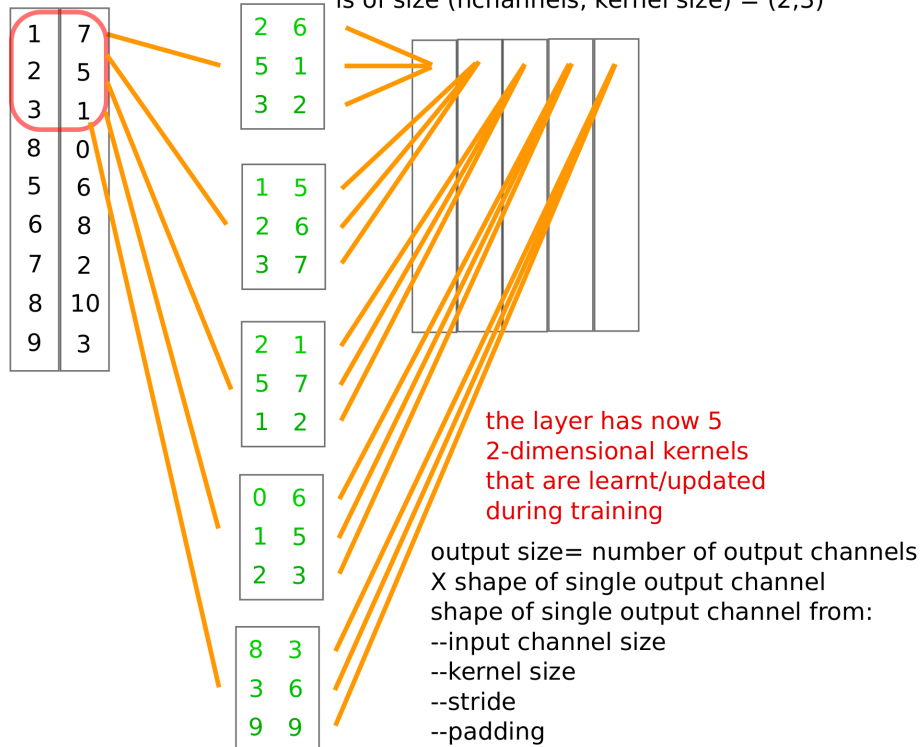 is of size (nchannels, kernel size) = (2,3)
1 7
2 5
3 1
8 0
5 6
6 8
7 2
8 10
9 3
2 6
5 1
3 2
1 5
2 6
3 7
2 1
5 7
1 2
0 6
1 5
2 3
8 3
3 6
9 9
the layer has now 5
2-dimensional kernels
that are learnt/updated
during training
output size= number of output channels
X shape of single output channel
shape of single output channel from:
--input channel size
--kernel size
--stride
--padding